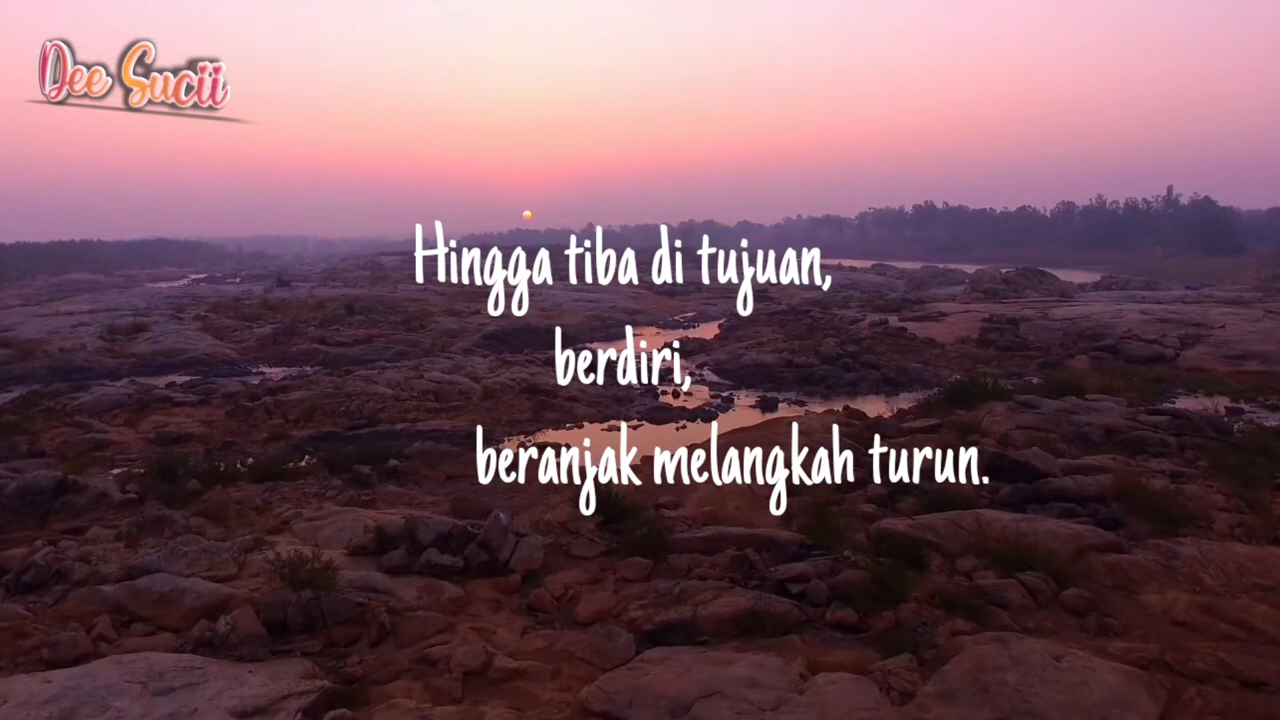 Dee Sucii
Hingga tiba di tujuan,
berdiri,
beranjak melangkah turun.